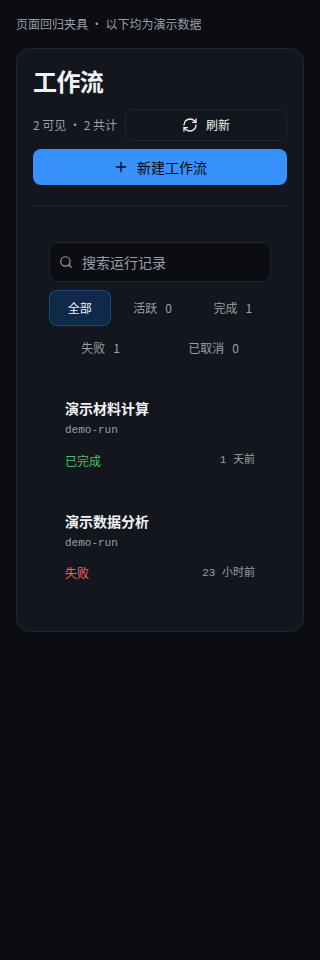 页面回归夹具 · 以下均为演示数据
工作流
2 可见 · 2 共计
刷新
新建工作流
搜索运行记录
全部 活跃 0 完成 1
失败 1 已取消 0
演示材料计算
demo-run
已完成 1 天前
演示数据分析
demo-run
失败 23 小时前